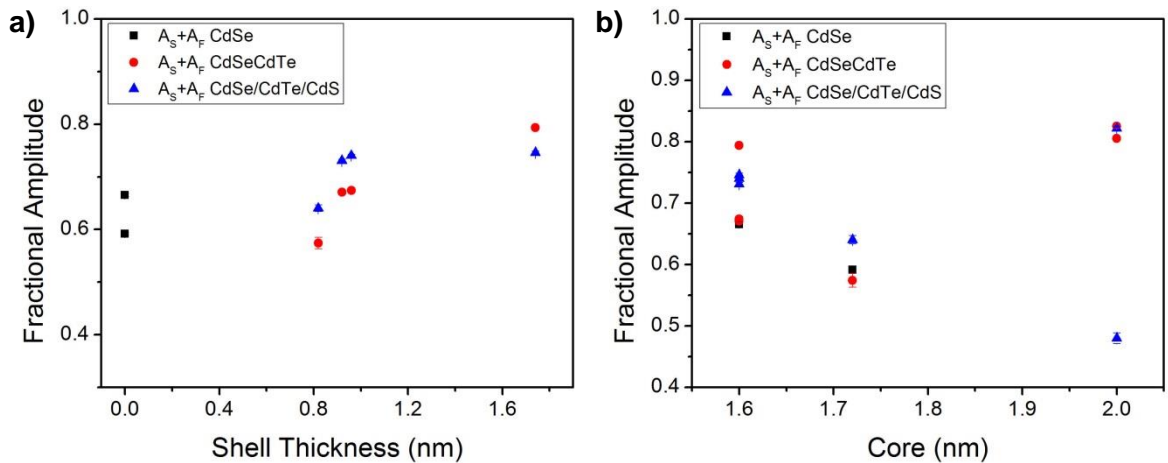 a)
A_S+A_F CdSe
A_S+A_F CdSeCdTe
A_S+A_F CdSe/CdTe/CdS
Fractional Amplitude
1.0
0.8
0.6
0.4
0.0 0.4 0.8 1.2 1.6
Shell Thickness (nm)
b)
A_S+A_F CdSe
A_S+A_F CdSeCdTe
A_S+A_F CdSe/CdTe/CdS
Fractional Amplitude
1.0
0.9
0.8
0.7
0.6
0.5
0.4
1.6 1.7 1.8 1.9 2.0
Core (nm)